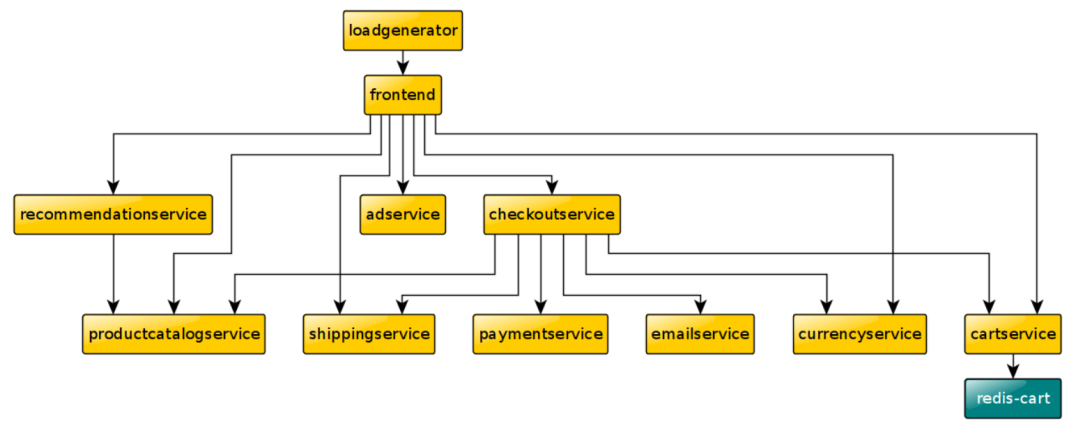 loadgenerator
frontend
recommendationservice
adservice
checkoutservice
productcatalogservice
shippingservice
paymentservice
emailservice
currencyservice
cartservice
redis-cart